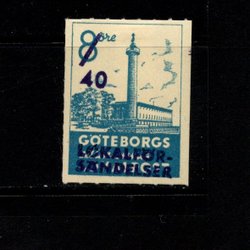 8 öre
40
GÖTEBORGS
LOKALFÖR-
SÄNDELSER